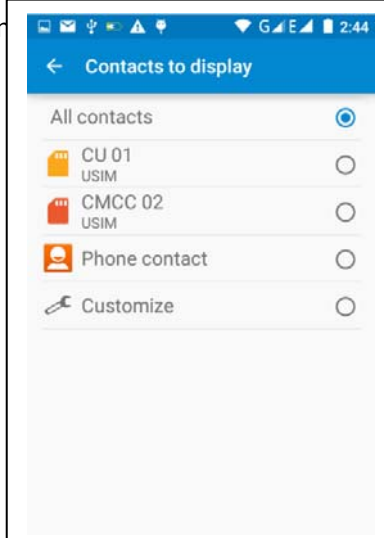 G E 2:44
Contacts to display
All contacts
CU 01
USIM
CMCC 02
USIM
Phone contact
Customize